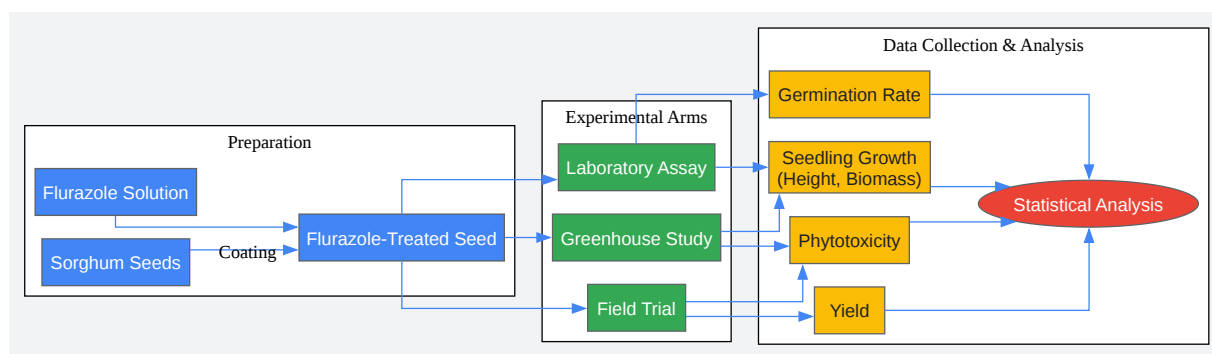 Preparation
Flurazole Solution
Sorghum Seeds
Coating
Flurazole-Treated Seed
Experimental Arms
Laboratory Assay
Greenhouse Study
Field Trial
Data Collection & Analysis
Germination Rate
Seedling Growth
(Height, Biomass)
Phytotoxicity
Yield
Statistical Analysis